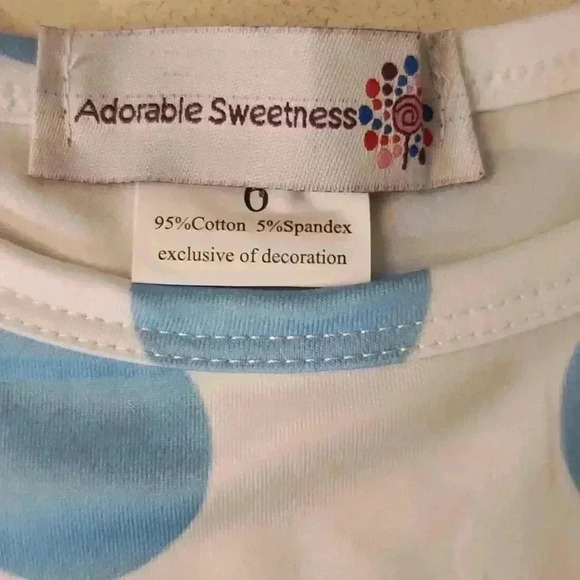 Adorable Sweetness
6
95%Cotton 5%Spandex
exclusive of decoration